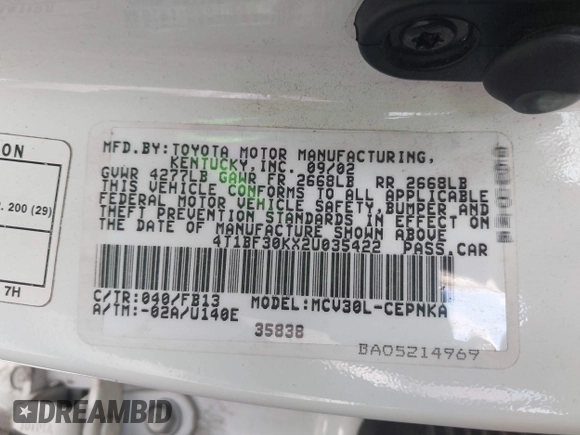 MFD.BY:TOYOTA MOTOR MANUFACTURING,
KENTUCKY,INC. 09/02
GVWR 4277LB GAWR FR 2668LB RR 2668LB
THIS VEHICLE CONFORMS ALL APPLICABLE
FEDERAL MOTOR VEHICLE SAFETY,BUMPER AND
THEFT PREVENTION STANDARDS IN EFFECT ON
THE DATE OF MANUFACTURE SHOWN ABOVE
4T1BF30KX2U035422 PASS.CAR
C/TR:040/FB13 MODEL:MCV30L-CEPNKA
A/TM:-02A/U140E
35838
BA05214969
ON
200 (29)
7H
DREAMBID